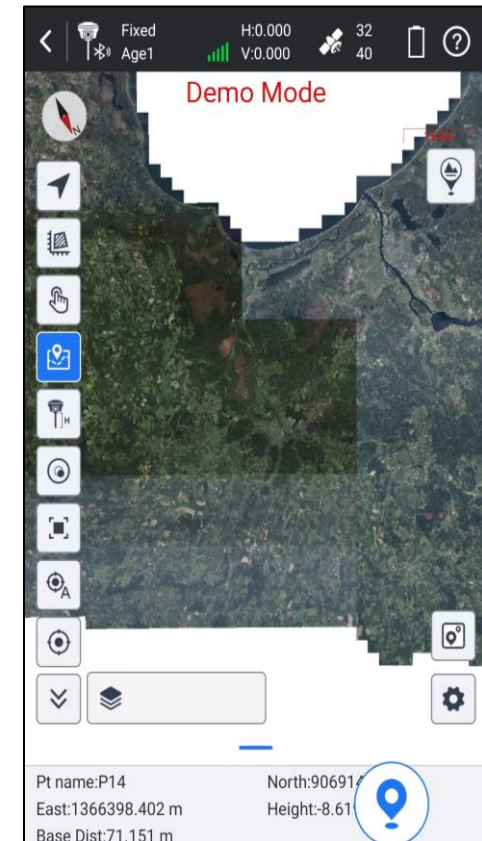 Fixed H:0.000 32
Age1 V:0.000 40
Demo Mode
N
H
A
Pt name:P14 North:906914
East:1366398.402 m Height:-8.61
Base Dist:71.151 m